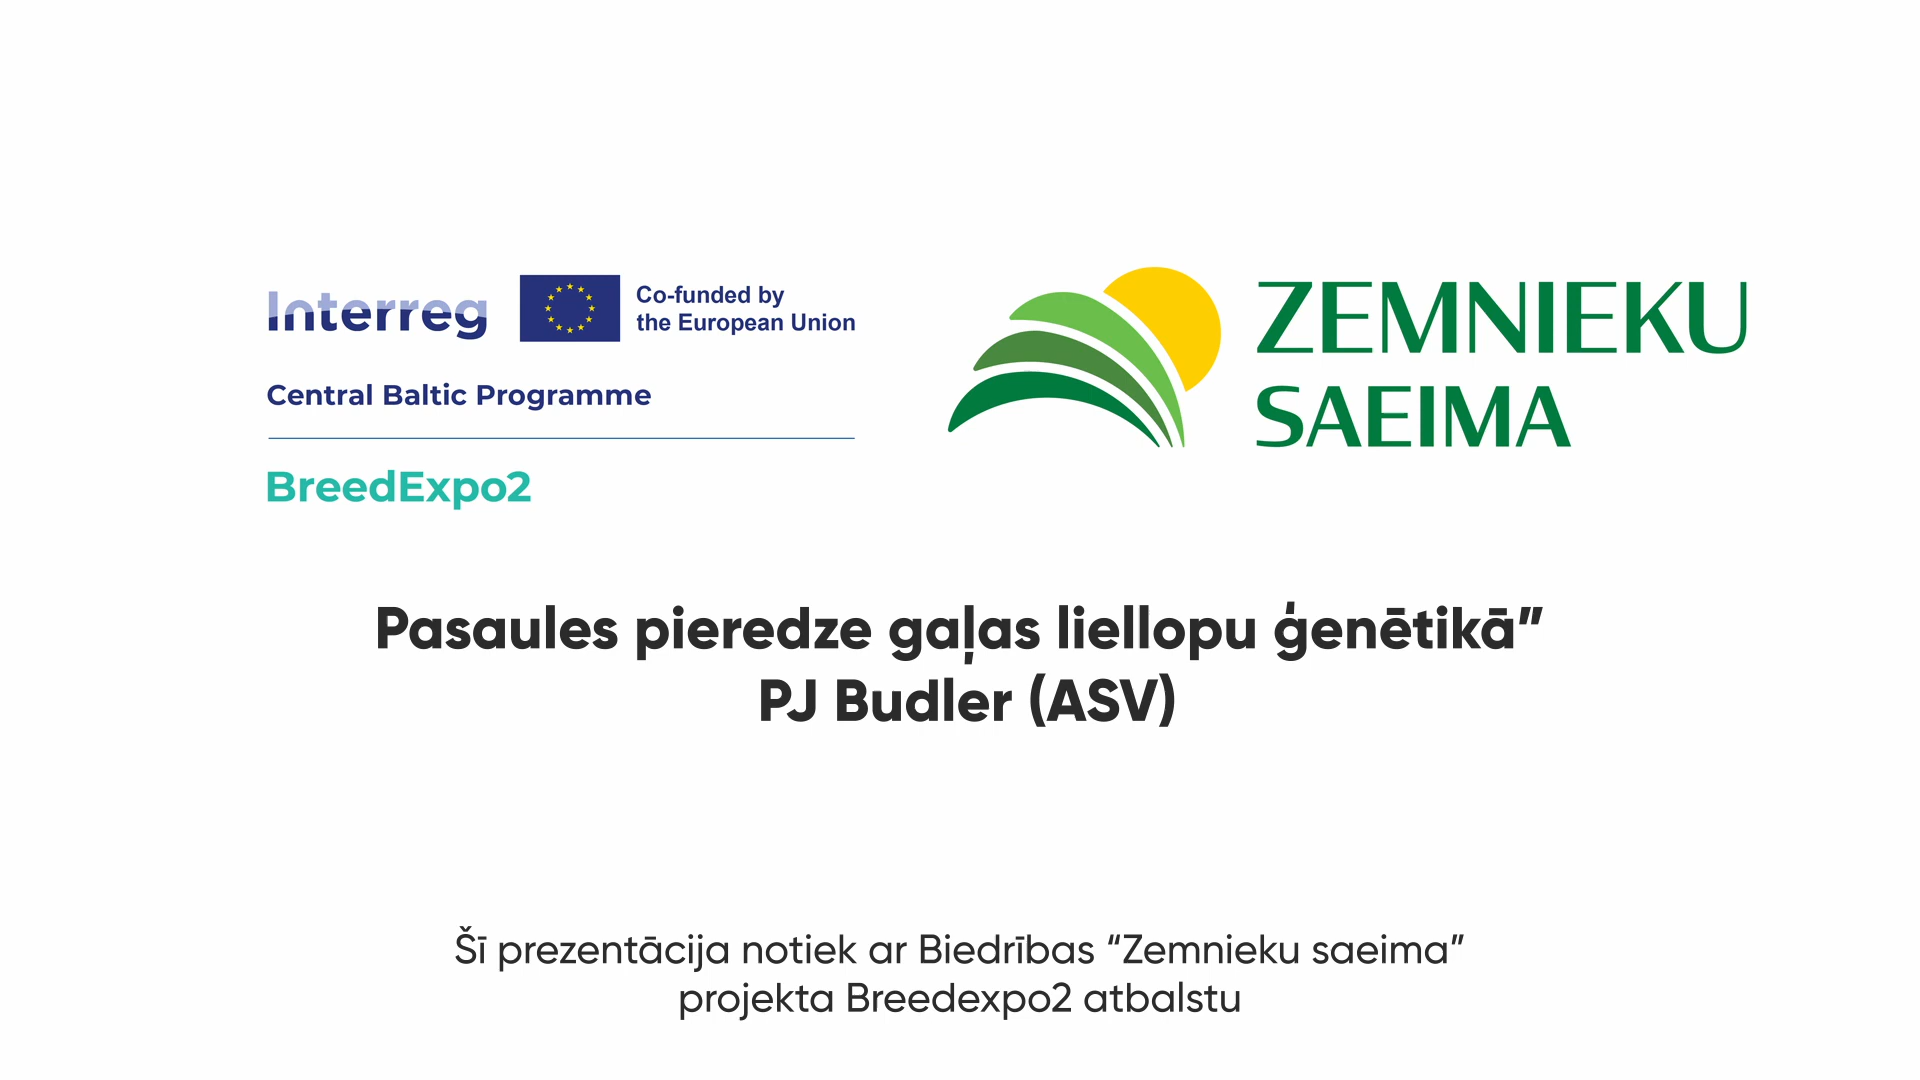 Interreg
Co-funded by
the European Union
Central Baltic Programme
BreedExpo2
ZEMNIEKU
SAEIMA
Pasaules pieredze gaļas liellopu ģenētikā”
PJ Budler (ASV)
Šī prezentācija notiek ar Biedrības “Zemnieku saeima”
projekta Breedexpo2 atbalstu